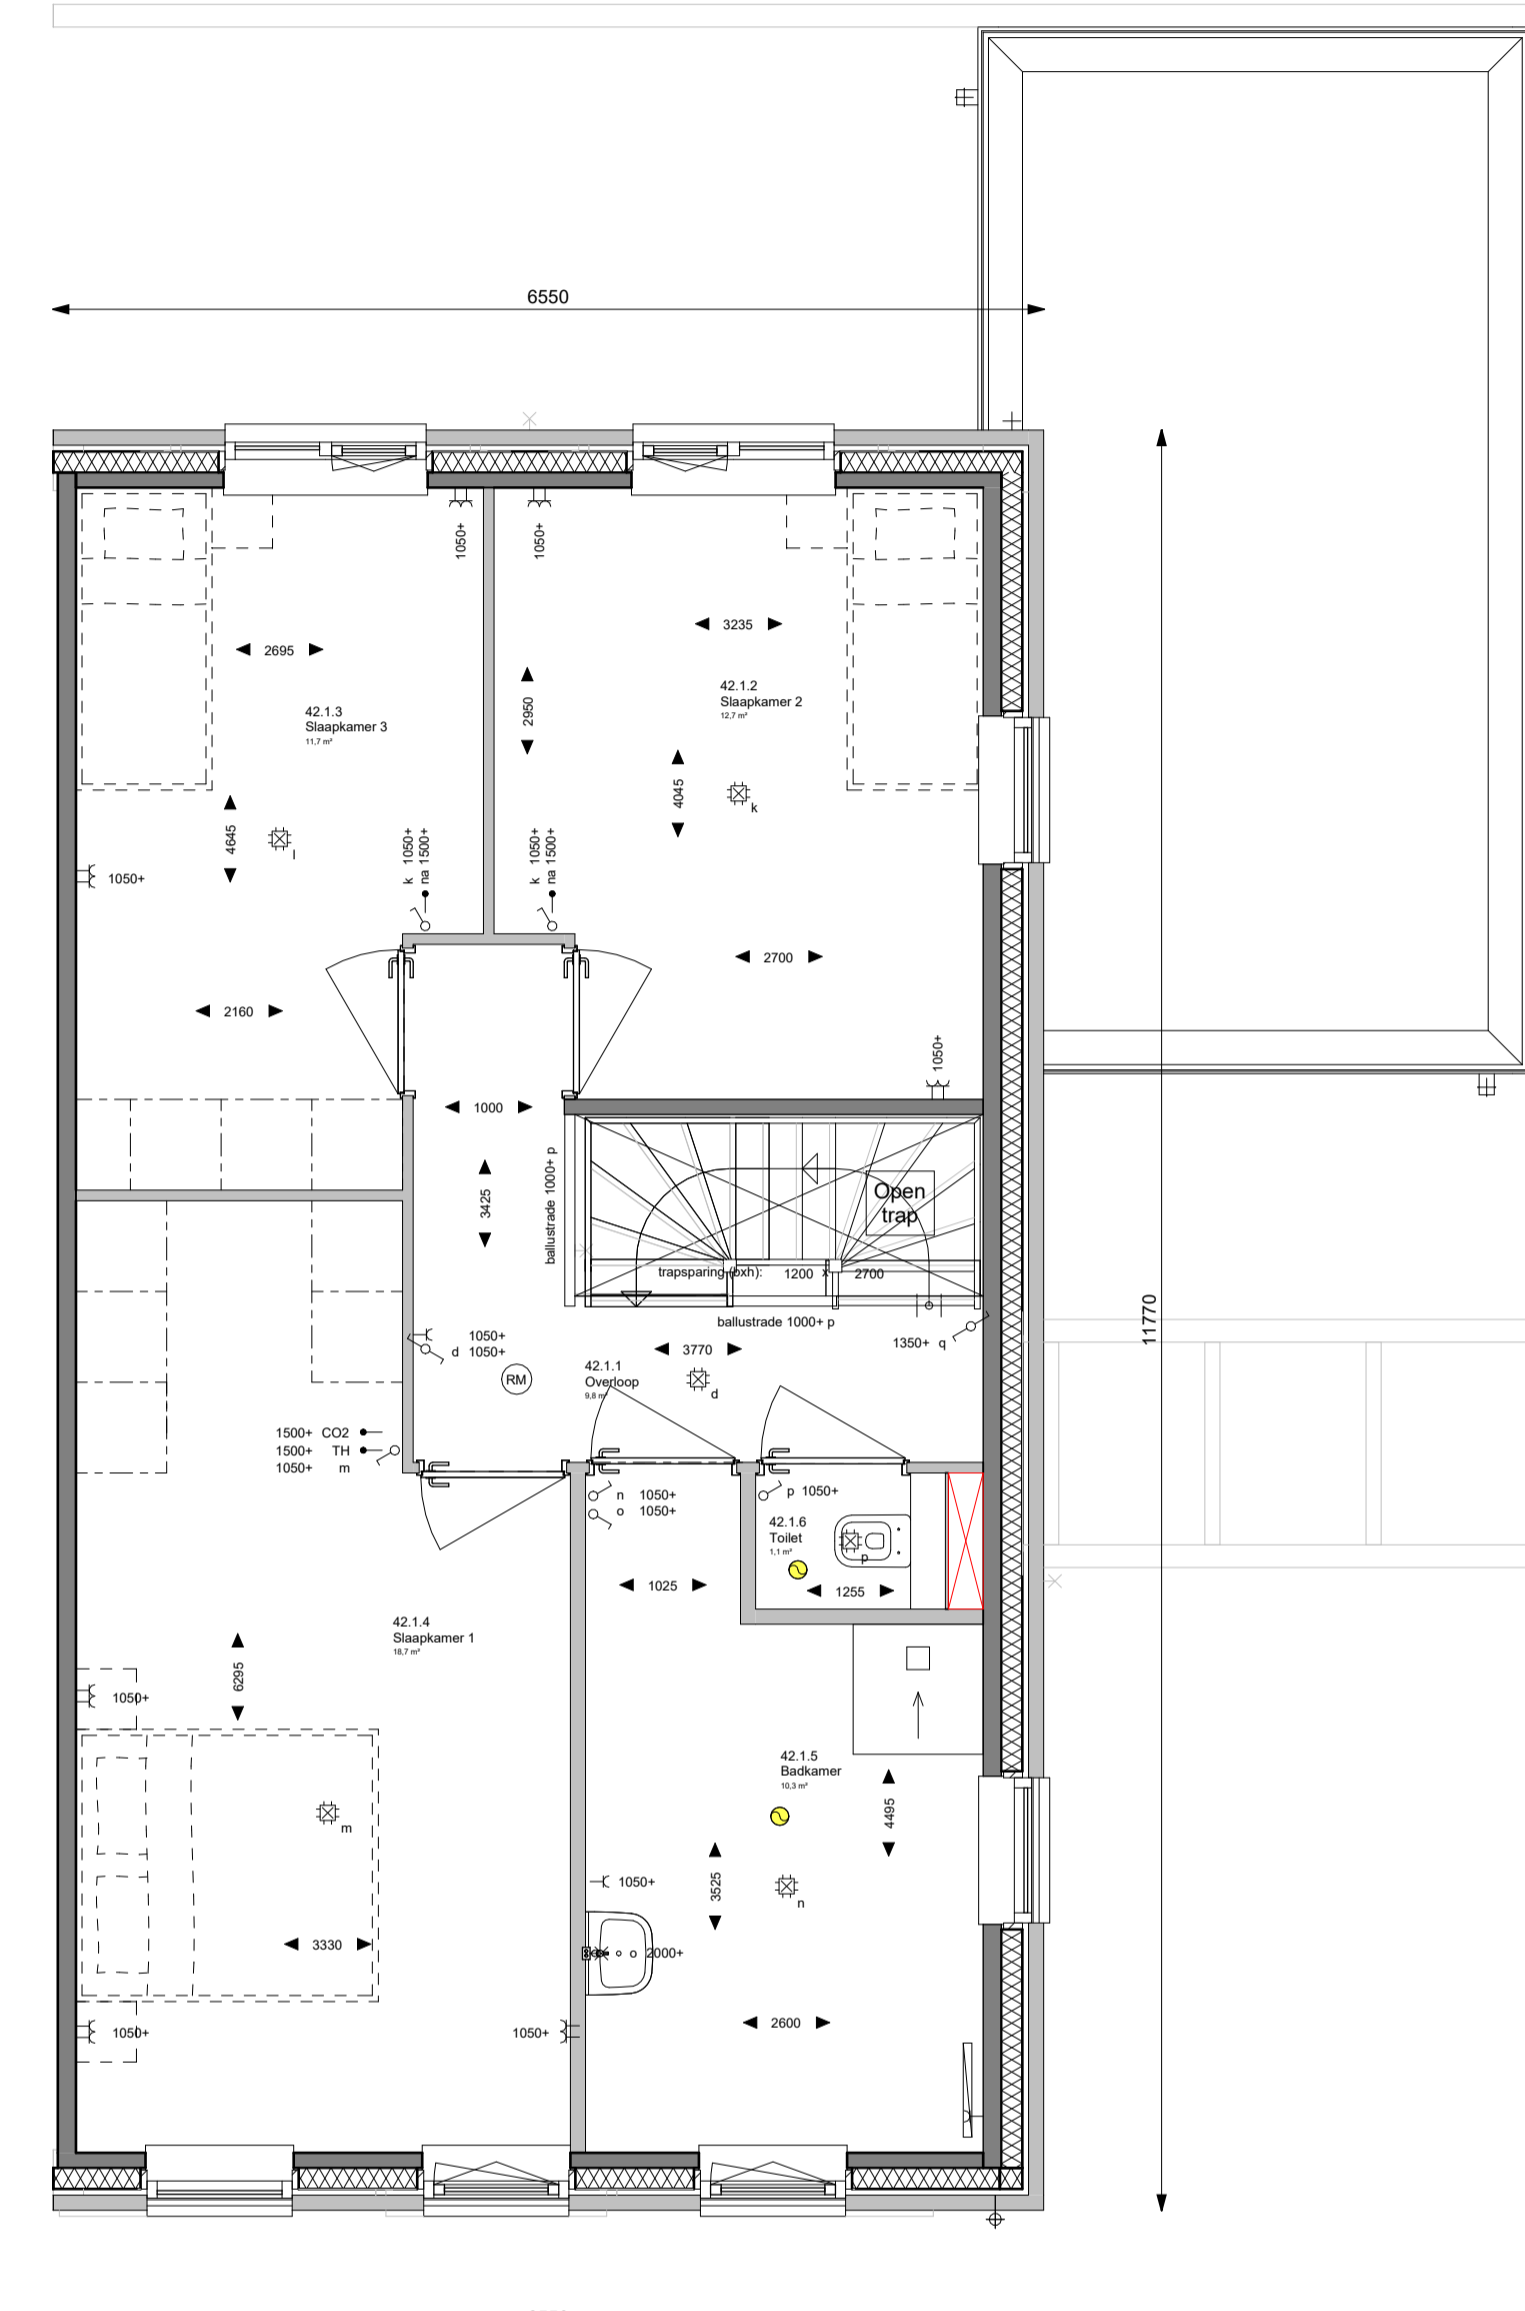 6550
1050+
1050+
3235
2695
42.1.2
Slaapkamer 2
12,7 m²
42.1.3
Slaapkamer 3
11,7 m²
2950
4045
k
4645
l
k 1050+
na 1500+
k 1050+
na 1500+
1050+
2700
2160
1050+
1000
3425
ballustrade 1000+ p
Open
trap
trapsparing (bxh): 1200 x 2700
11770
ballustrade 1000+ p
1050+
d 1050+
1350+ q
3770
42.1.1
Overloop
9,8 m²
RM
d
1500+ CO2
1500+ TH
1050+ m
n 1050+
o 1050+
p 1050+
42.1.6
Toilet
1,1 m²
p
1025
1255
42.1.4
Slaapkamer 1
18,7 m²
6295
1050+
42.1.5
Badkamer
10,3 m²
4495
m
1050+
3525
n
3330
2000+
2600
1050+
1050+